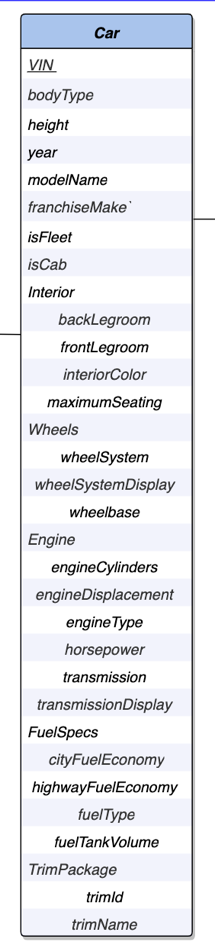 Car
VIN
bodyType
height
year
modelName
franchiseMake`
isFleet
isCab
Interior
backLegroom
frontLegroom
interiorColor
maximumSeating
Wheels
wheelSystem
wheelSystemDisplay
wheelbase
Engine
engineCylinders
engineDisplacement
engineType
horsepower
transmission
transmissionDisplay
FuelSpecs
cityFuelEconomy
highwayFuelEconomy
fuelType
fuelTankVolume
TrimPackage
trimId
trimName